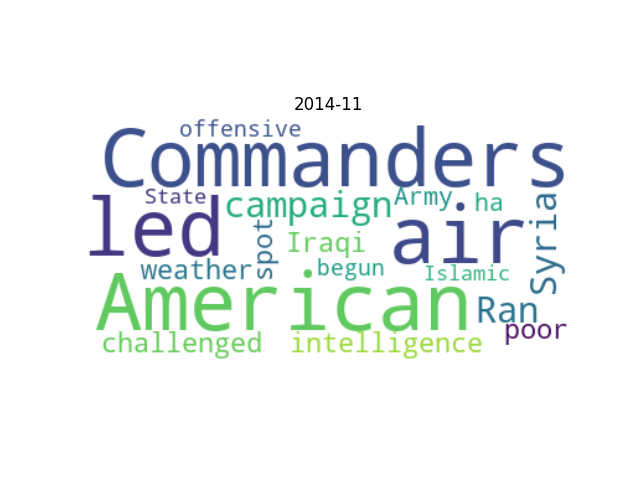 2014-11
offensive
Commanders
State
campaign
Army
ha
led
air
Syria
spot
Iraqi
weather
begun
Islamic
American
Ran
poor
challenged
intelligence